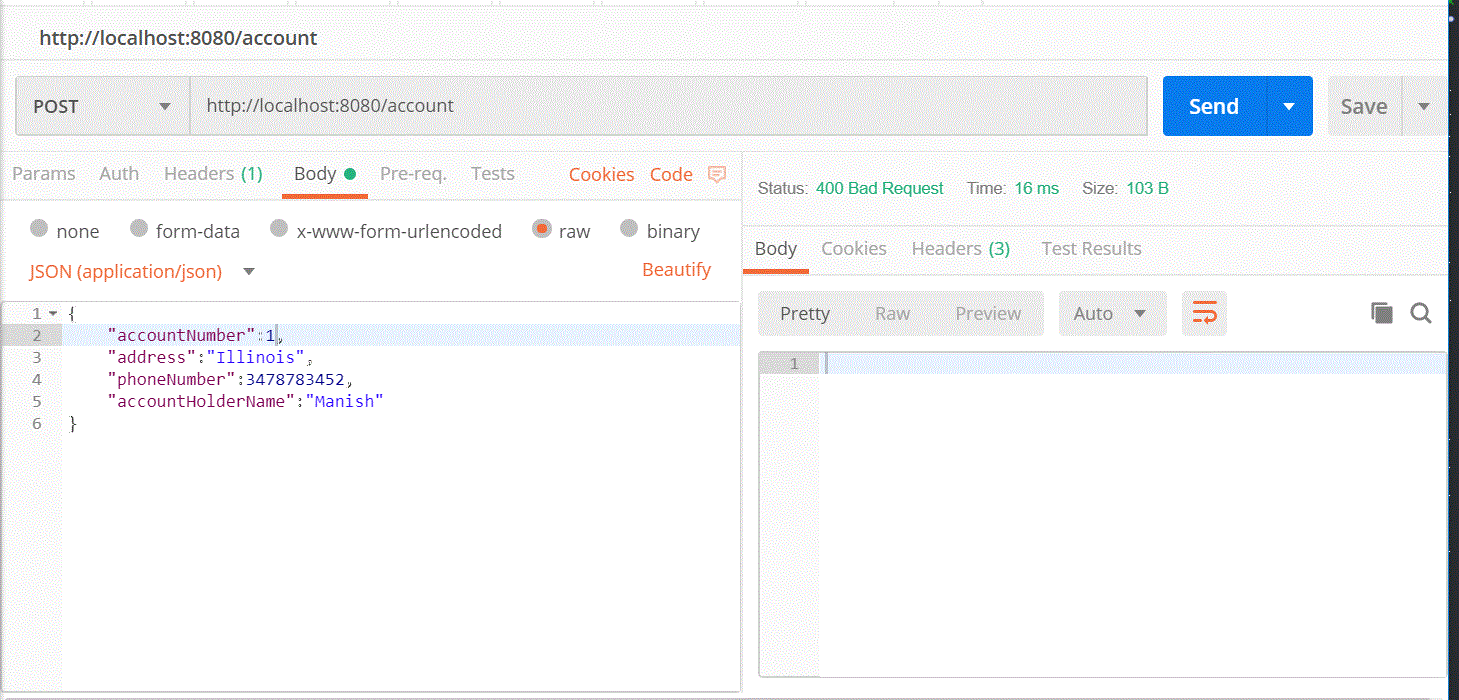 http://localhost:8080/account
POST http://localhost:8080/account Send Save
Params Auth Headers (1) Body Pre-req. Tests Cookies Code
none form-data x-www-form-urlencoded raw binary
JSON (application/json) Beautify
1 {
2 "accountNumber":1,
3 "address":"Illinois",
4 "phoneNumber":3478783452,
5 "accountHolderName":"Manish"
6 }
Status: 400 Bad Request Time: 16 ms Size: 103 B
Body Cookies Headers (3) Test Results
Pretty Raw Preview Auto
1